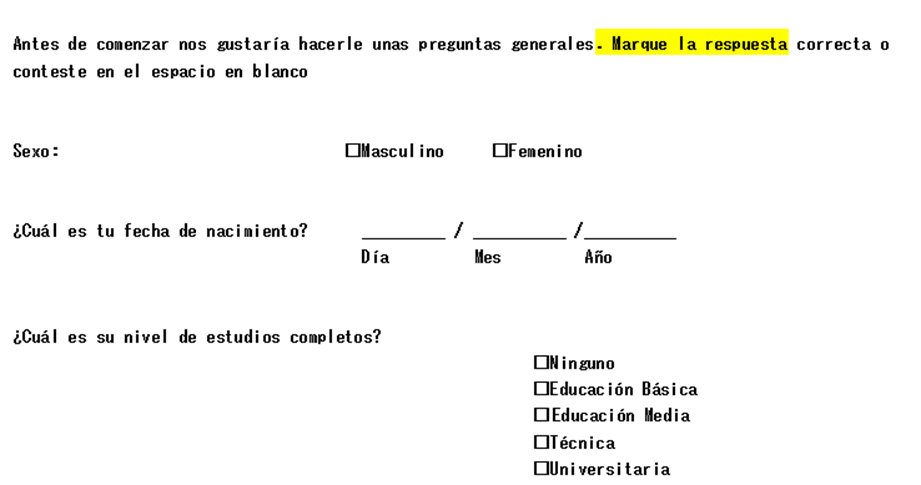 Antes de comenzar nos gustaría hacerle unas preguntas generales. Marque la respuesta correcta o
conteste en el espacio en blanco
Sexo: □Masculino □Femenino
¿Cuál es tu fecha de nacimiento? _________ / __________ /__________
Día Mes Año
¿Cuál es su nivel de estudios completos?
□Ninguno
□Educación Básica
□Educación Media
□Técnica
□Universitaria